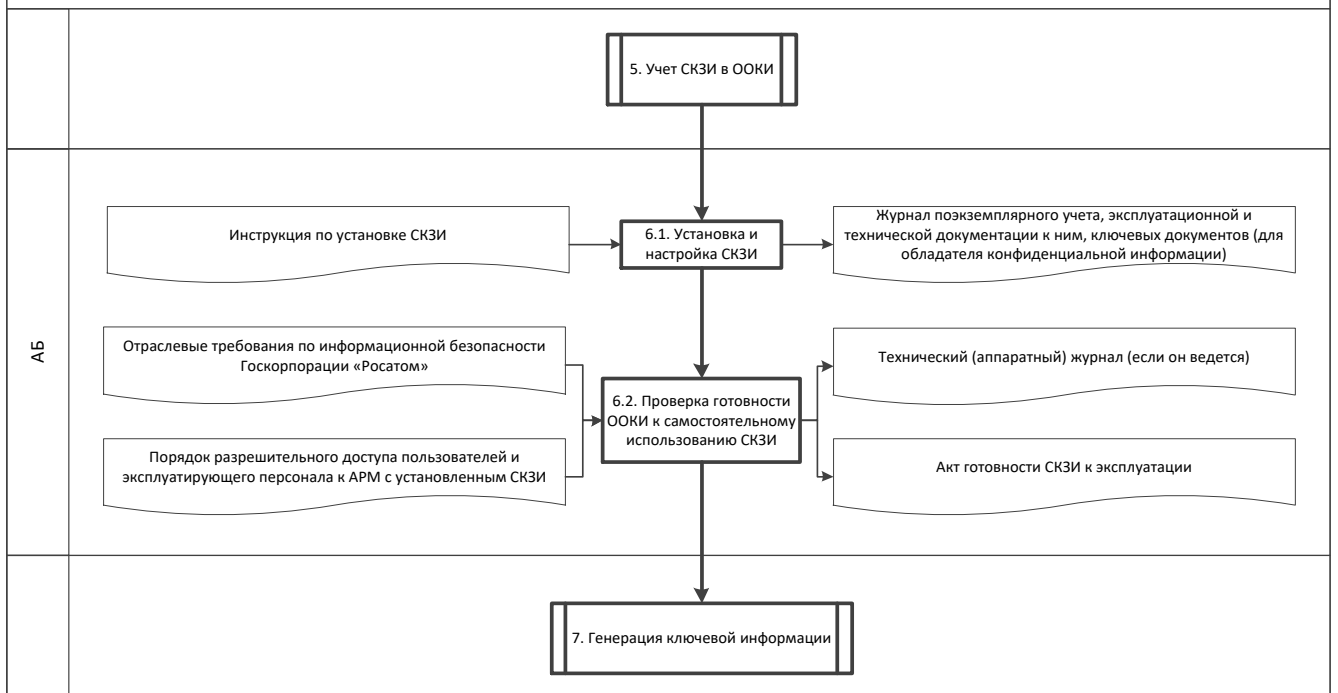 5. Учет СКЗИ в ООКИ
АБ
Инструкция по установке СКЗИ
6.1. Установка и
настройка СКЗИ
Журнал поэкземплярного учета, эксплуатационной и
технической документации к ним, ключевых документов (для
обладателя конфиденциальной информации)
Отраслевые требования по информационной безопасности
Госкорпорации «Росатом»
Порядок разрешительного доступа пользователей и
эксплуатирующего персонала к АРМ с установленным СКЗИ
6.2. Проверка готовности
ООКИ к самостоятельному
использованию СКЗИ
Технический (аппаратный) журнал (если он ведется)
Акт готовности СКЗИ к эксплуатации
7. Генерация ключевой информации